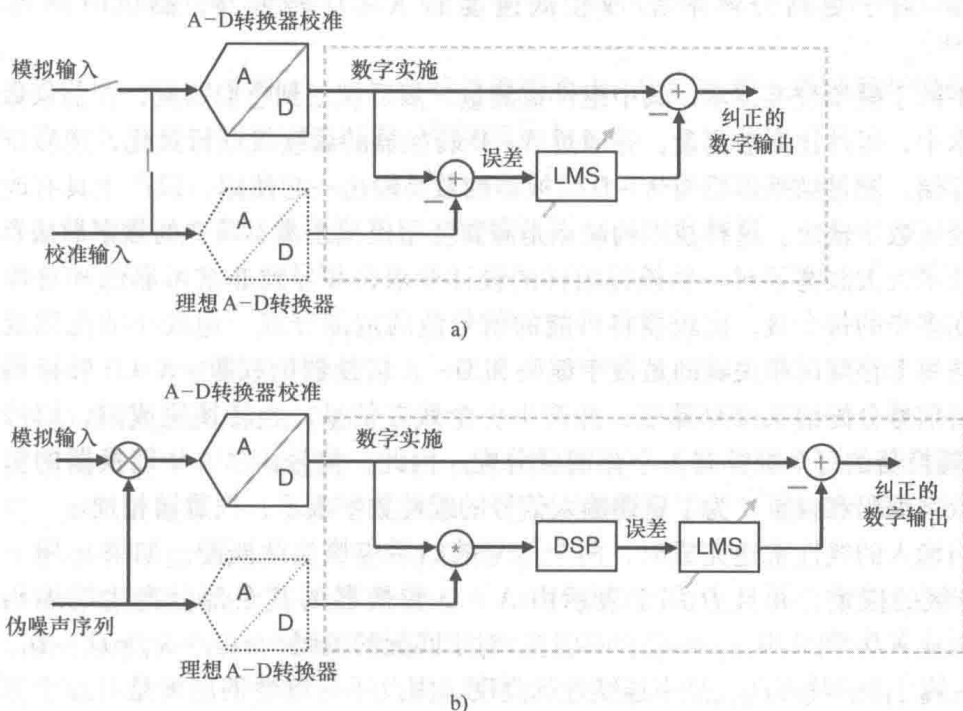 A-D转换器校准
模拟输入
A
D
数字实施
+
纠正的
数字输出
误差
+
LMS
校准输入
A
D
理想A-D转换器
a)
A-D转换器校准
模拟输入
A
D
数字实施
+
纠正的
数字输出
误差
*
DSP
LMS
伪噪声序列
A
D
理想A-D转换器
b)